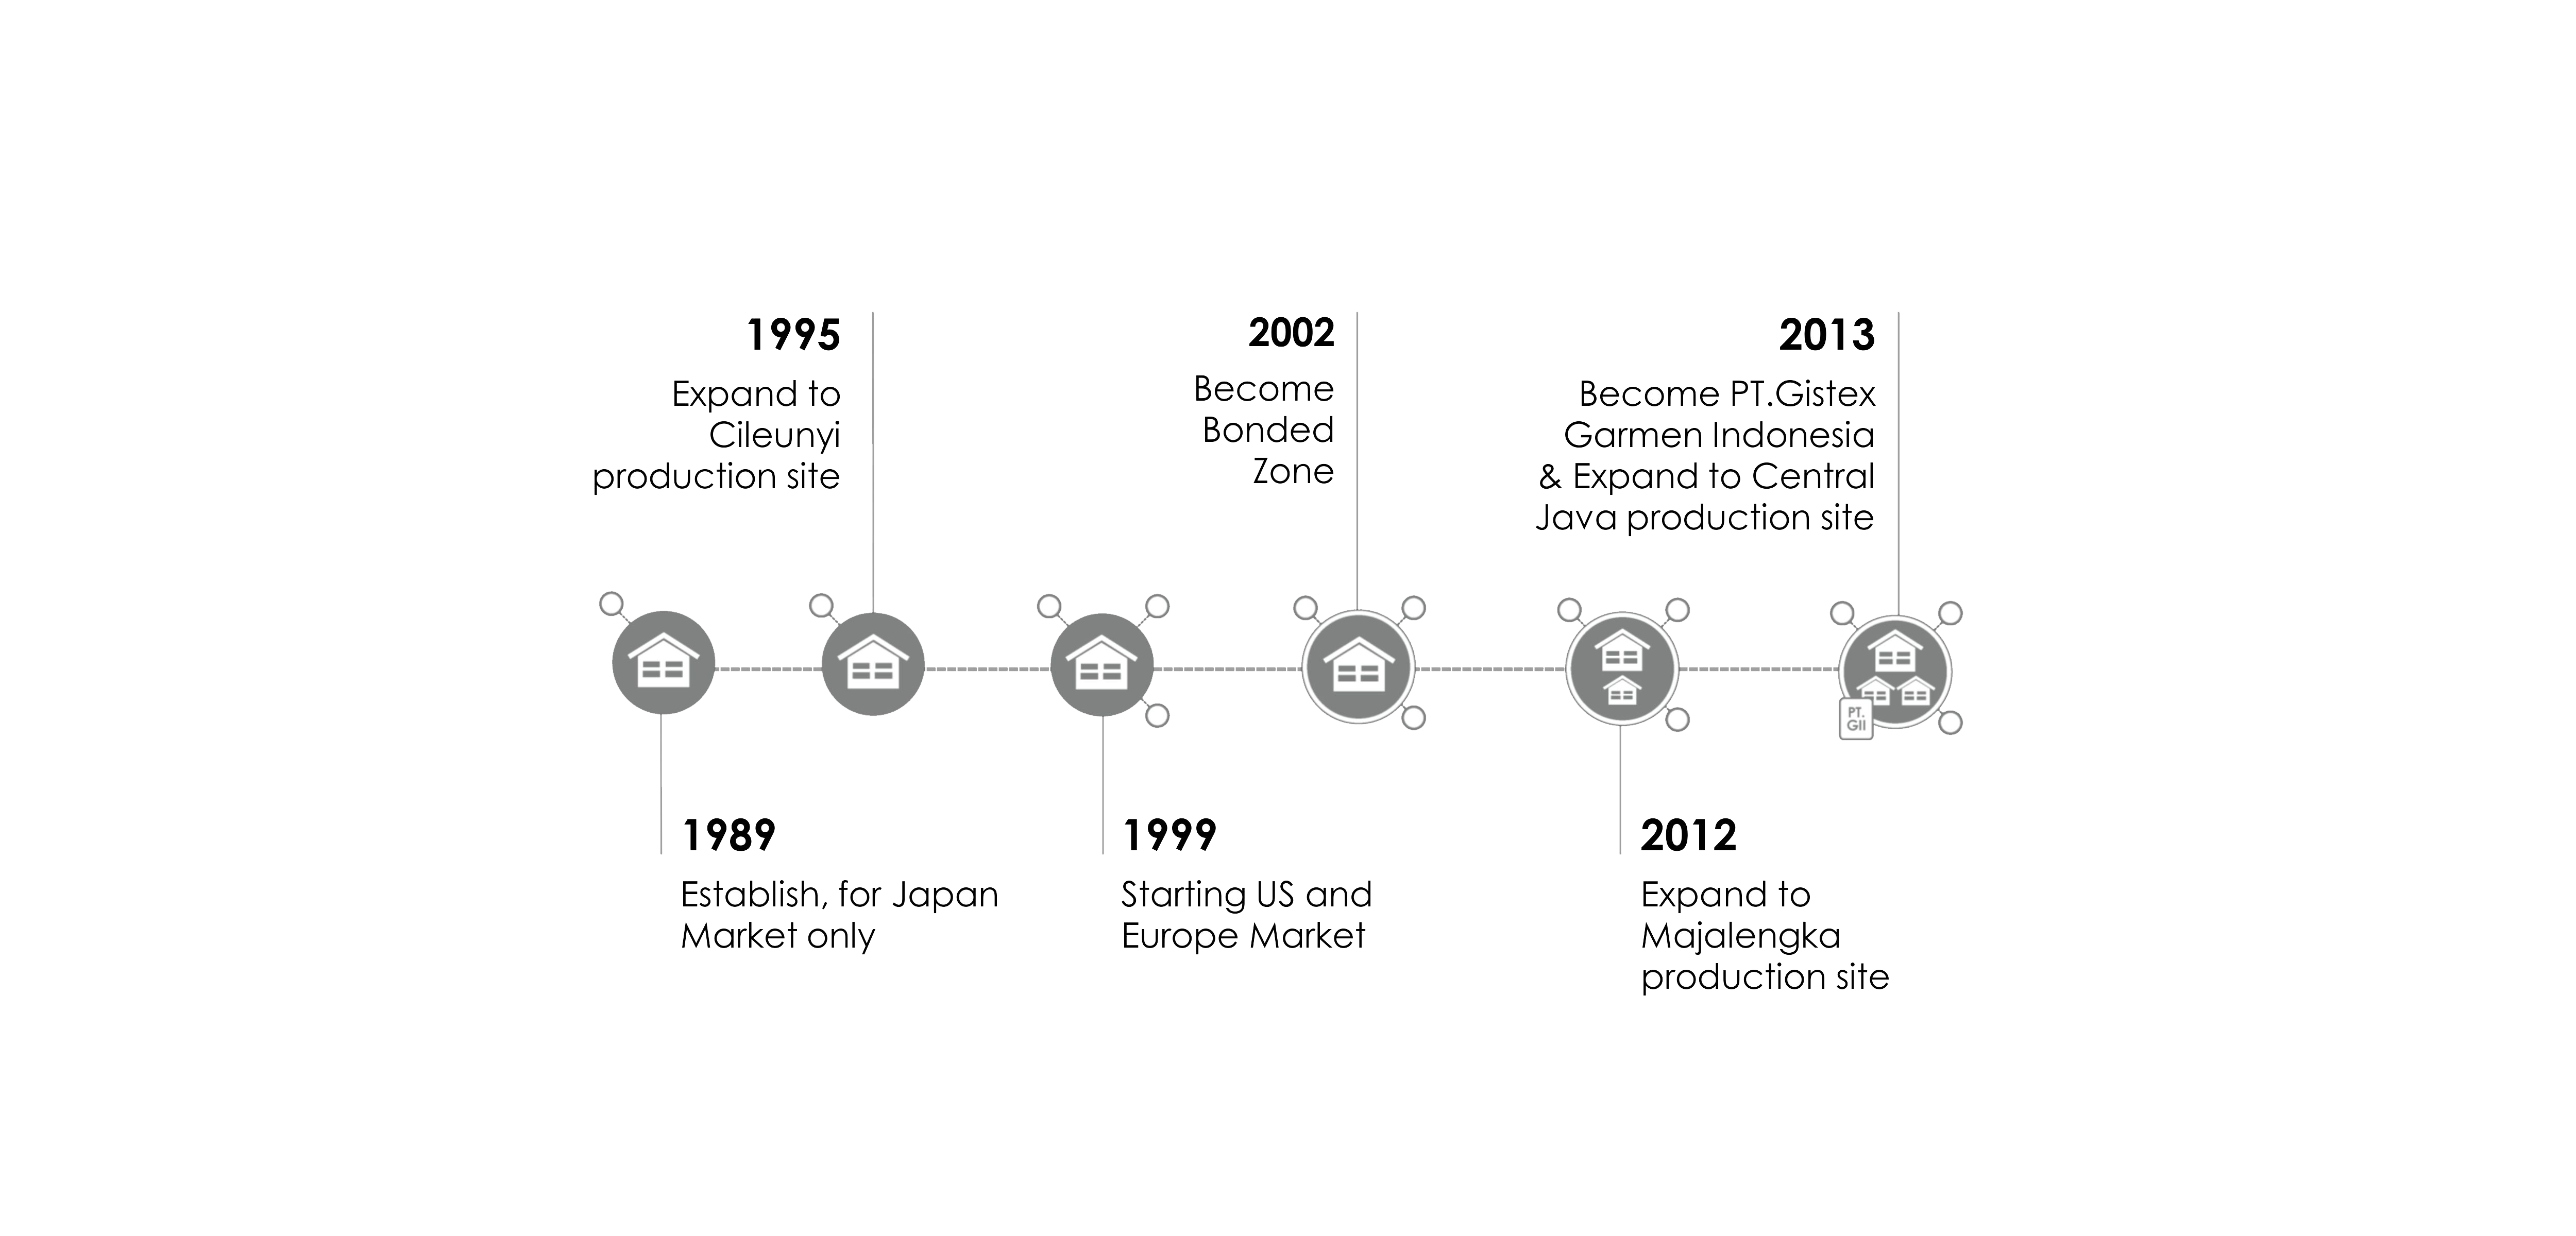 1995
Expand to
Cileunyi
production site
2002
Become
Bonded
Zone
2013
Become PT.Gistex
Garmen Indonesia
& Expand to Central
Java production site
PT.
GII
1989
Establish, for Japan
Market only
1999
Starting US and
Europe Market
2012
Expand to
Majalengka
production site